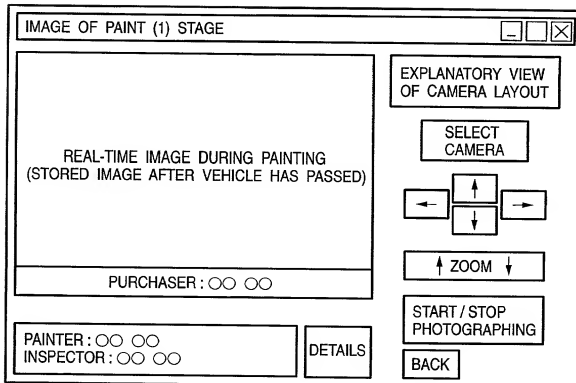 IMAGE OF PAINT (1) STAGE
REAL-TIME IMAGE DURING PAINTING
(STORED IMAGE AFTER VEHICLE HAS PASSED)
PURCHASER : ○○ ○○
PAINTER : ○○ ○○
INSPECTOR : ○○ ○○
DETAILS
EXPLANATORY VIEW
OF CAMERA LAYOUT
SELECT
CAMERA
↑
← →
↓
↑ ZOOM ↓
START / STOP
PHOTOGRAPHING
BACK